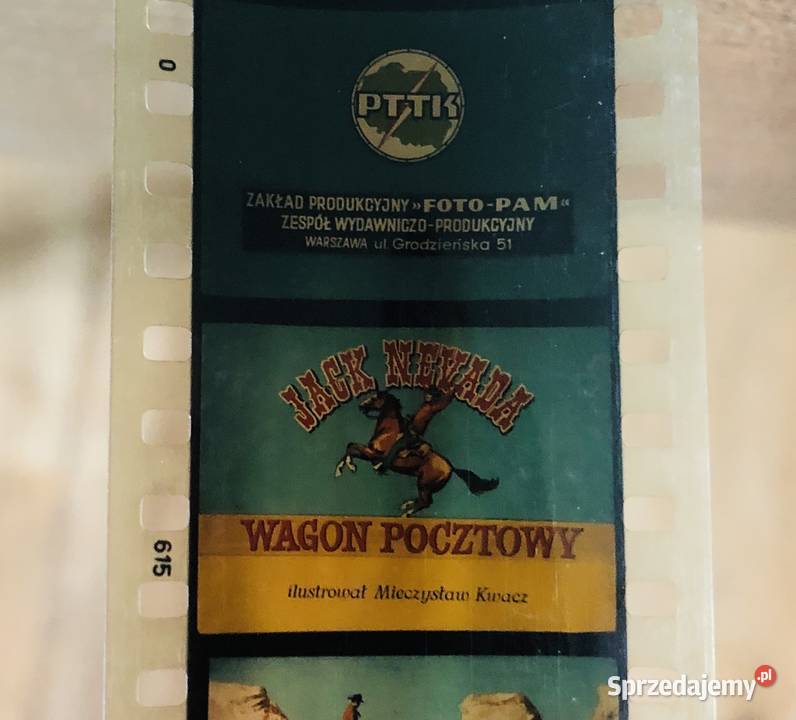 0
PTTK
ZAKŁAD PRODUKCYJNY »FOTO-PAM«
ZESPÓŁ WYDAWNICZO-PRODUKCYJNY
WARSZAWA ul. Grodzieńska 51
JACK NEVADA
WAGON POCZTOWY
615
ilustrował Mieczysław Kwacz
Sprzedajemy.pl